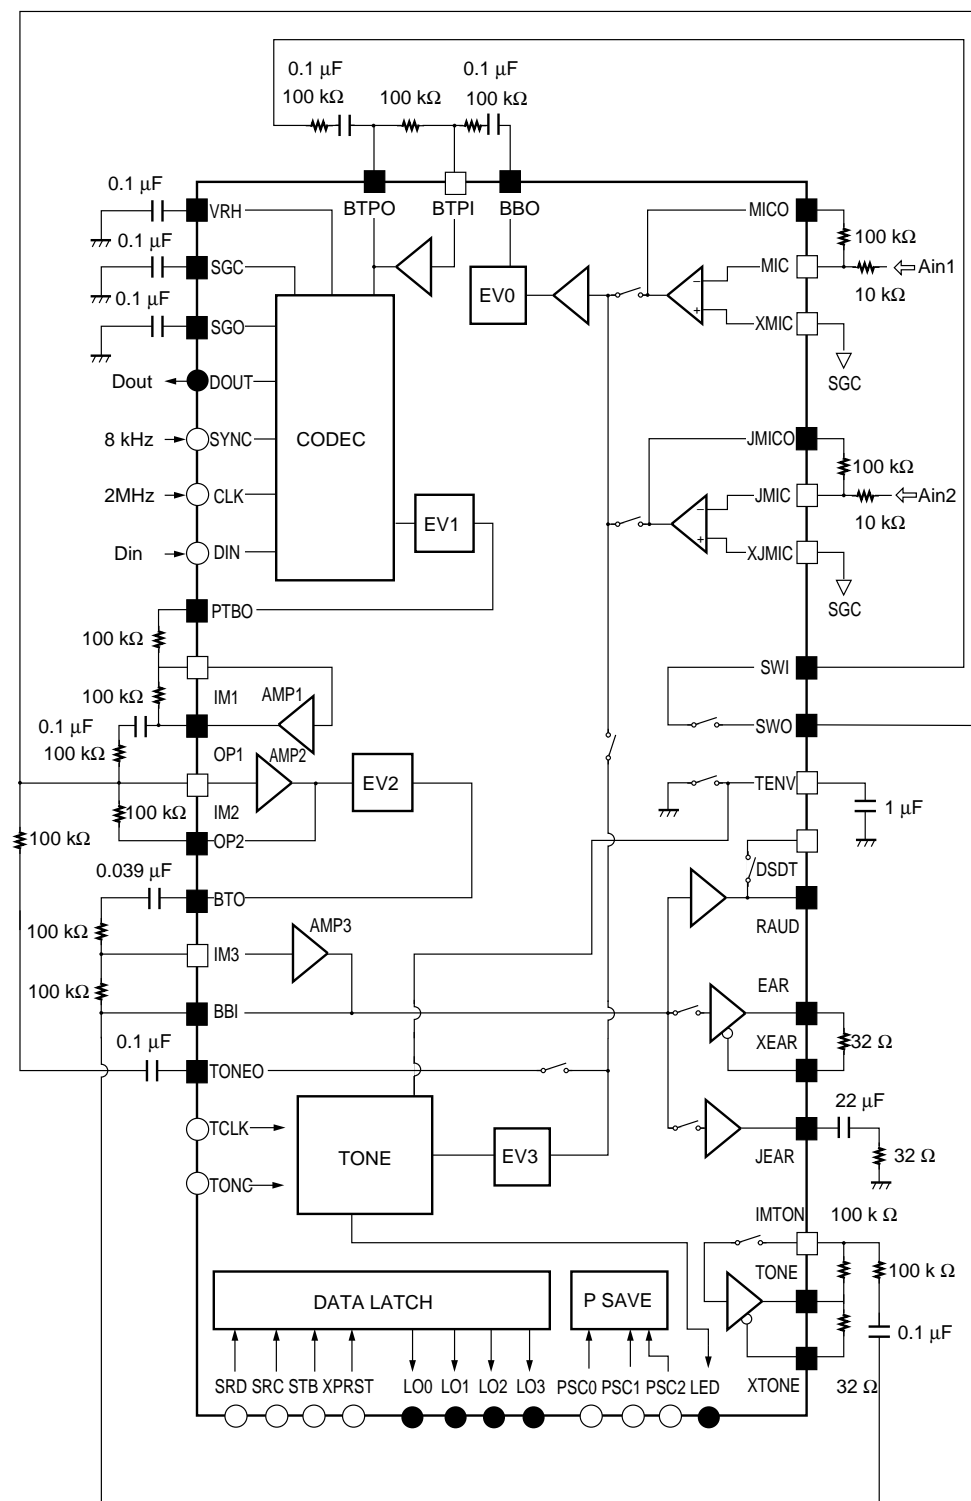 0.1 μF
0.1 μF
100 kΩ
100 kΩ
100 kΩ
0.1 μF
BTPO
BTPI
BBO
VRH
MICO
100 kΩ
0.1 μF
SGC
MIC
Ain1
EV0
10 kΩ
0.1 μF
SGO
−
+
XMIC
SGC
Dout
DOUT
8 kHz
SYNC
CODEC
JMICO
100 kΩ
2MHz
CLK
JMIC
Ain2
EV1
10 kΩ
Din
DIN
−
+
XJMIC
SGC
PTBO
100 kΩ
SWI
100 kΩ
IM1
AMP1
0.1 μF
SWO
100 kΩ
OP1
AMP2
TENV
EV2
100 kΩ
IM2
1 μF
100 kΩ
OP2
0.039 μF
DSDT
BTO
RAUD
100 kΩ
AMP3
IM3
100 kΩ
EAR
BBI
XEAR
32 Ω
0.1 μF
TONEO
22 μF
TCLK
TONE
EV3
JEAR
32 Ω
TONC
IMTON
100 k Ω
TONE
100 k Ω
DATA LATCH
P SAVE
0.1 μF
SRD
SRC
STB
XPRST
LO0
LO1
LO2
LO3
PSC0
PSC1
PSC2
LED
XTONE
32 Ω